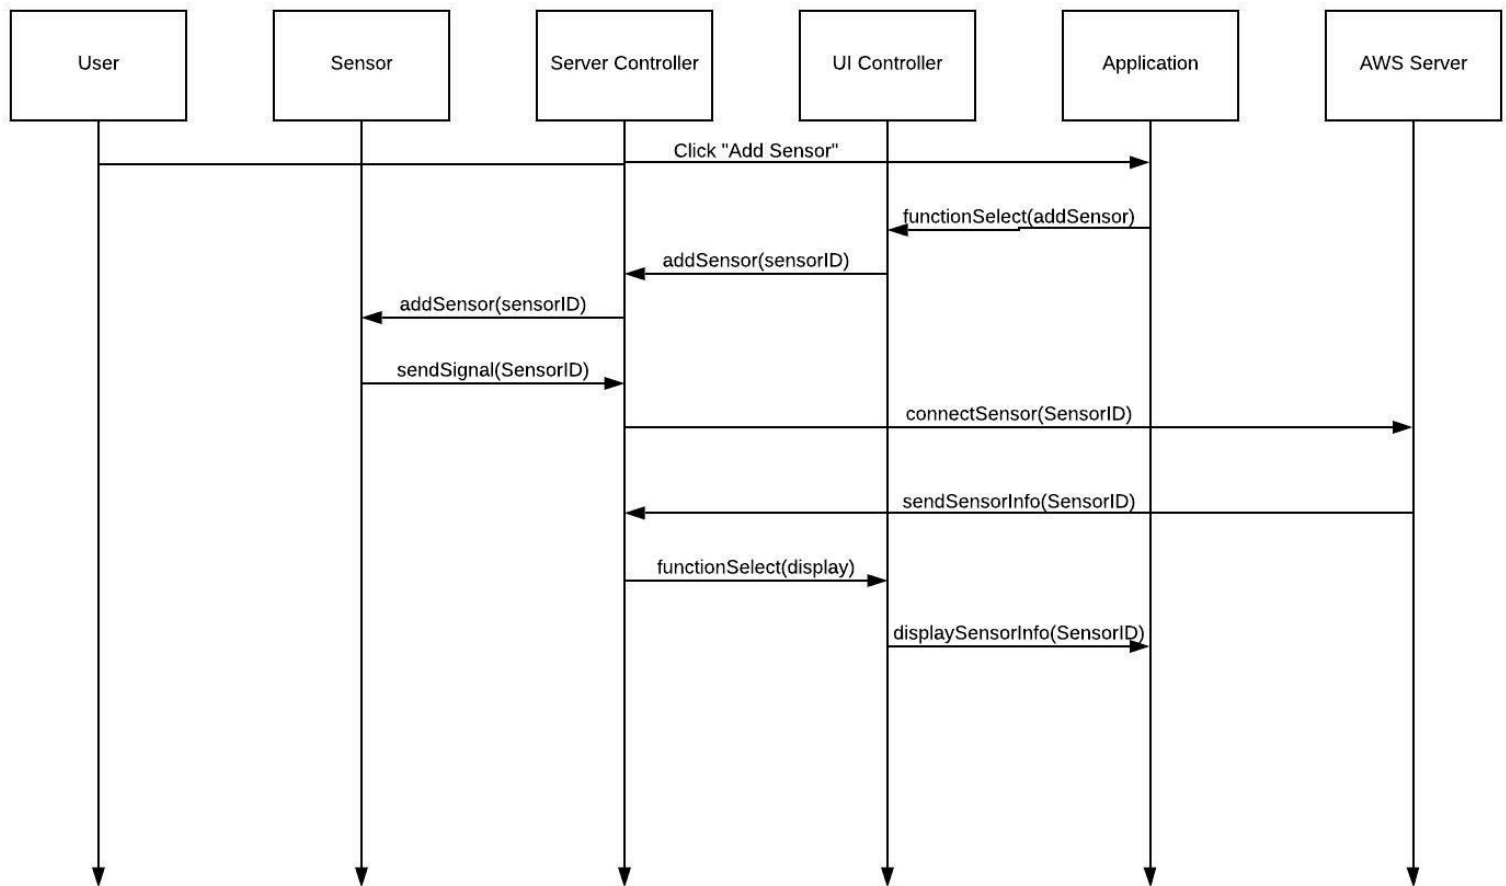 User
Sensor
Server Controller
UI Controller
Application
AWS Server
Click "Add Sensor"
functionSelect(addSensor)
addSensor(sensorID)
addSensor(sensorID)
sendSignal(SensorID)
connectSensor(SensorID)
sendSensorInfo(SensorID)
functionSelect(display)
displaySensorInfo(SensorID)